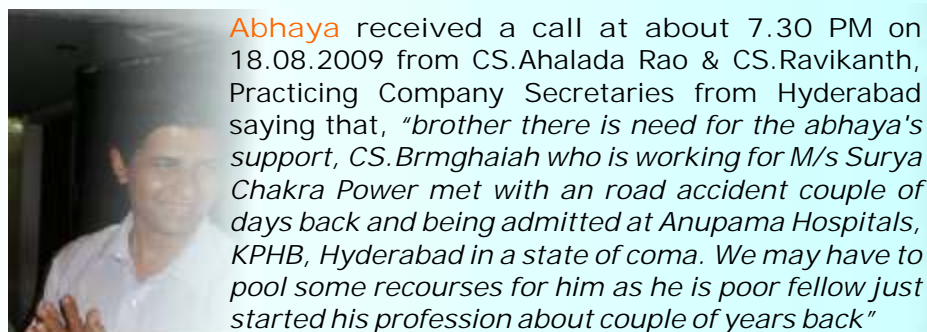 Abhaya received a call at about 7.30 PM on
18.08.2009 from CS.Ahalada Rao & CS.Ravikanth,
Practicing Company Secretaries from Hyderabad
saying that, "brother there is need for the abhaya's
support, CS.Brmghaiah who is working for M/s Surya
Chakra Power met with an road accident couple of
days back and being admitted at Anupama Hospitals,
KPHB, Hyderabad in a state of coma. We may have to
pool some recourses for him as he is poor fellow just
started his profession about couple of years back"